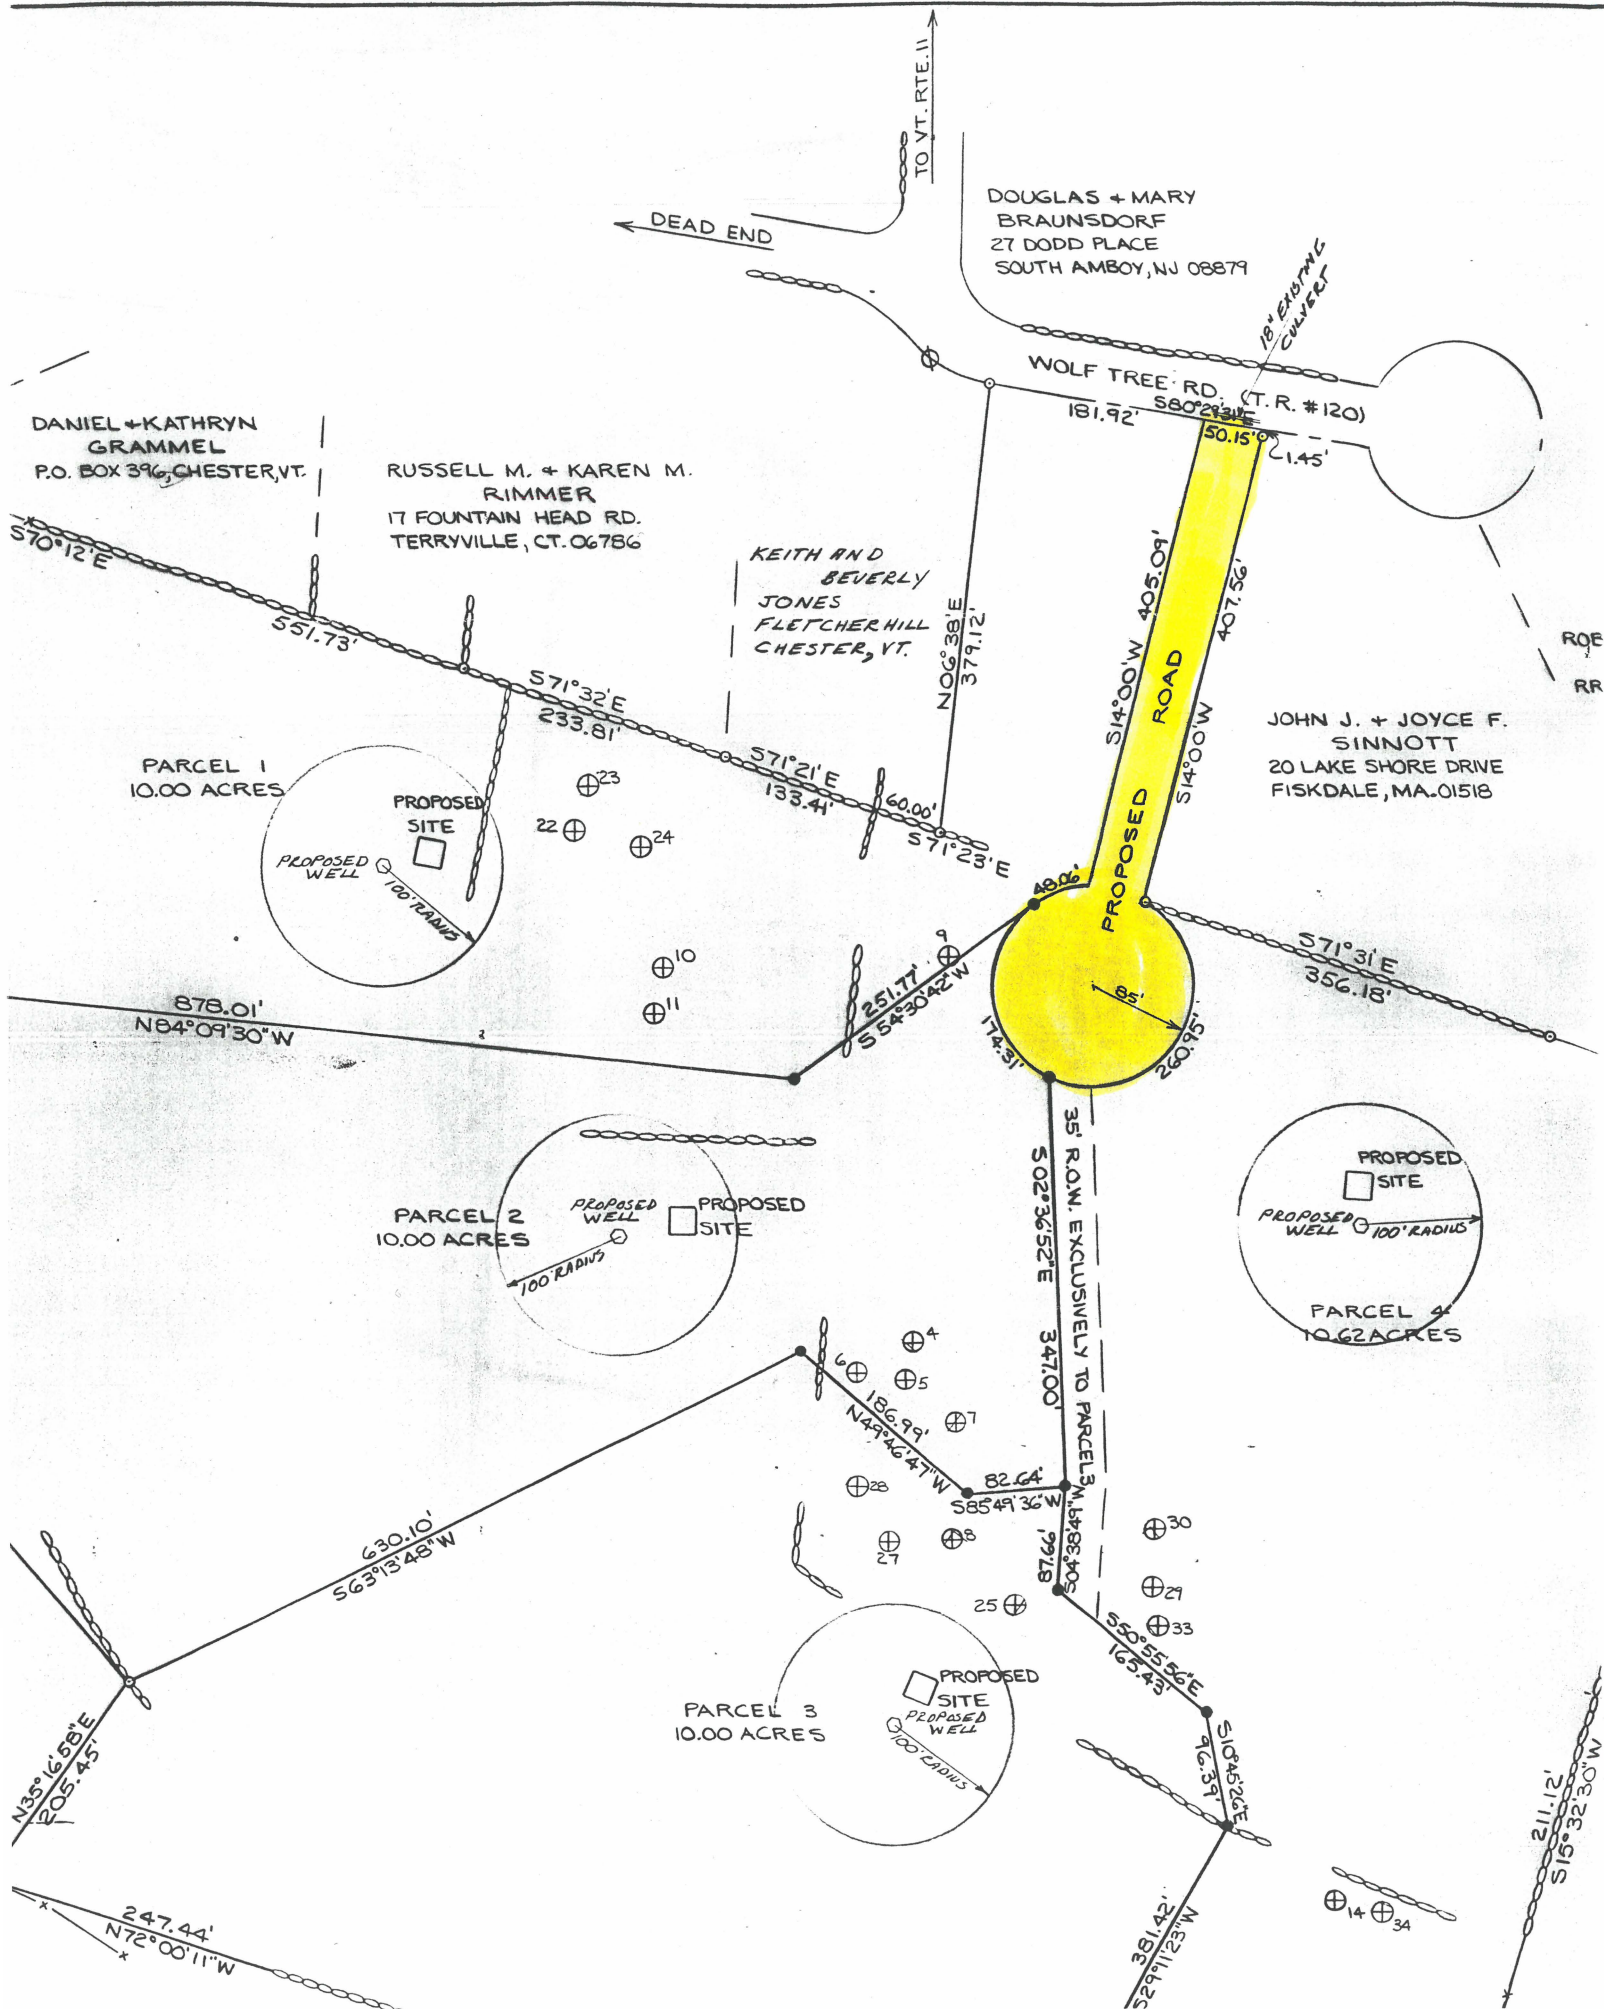 TO VT. RTE. 11
DEAD END
DOUGLAS + MARY
BRAUNSDORF
27 DODD PLACE
SOUTH AMBOY, NJ 08879
18" EXISTING
CULVERT
WOLF TREE RD. (T.R. #120)
181.92'
S80°29'31"E
50.15'
1.45'
DANIEL + KATHRYN
GRAMMEL
P.O. BOX 396, CHESTER, VT.
RUSSELL M. + KAREN M.
RIMMER
17 FOUNTAIN HEAD RD.
TERRYVILLE, CT. 06786
KEITH AND
BEVERLY
JONES
FLETCHER HILL
CHESTER, VT.
S70°12'E
551.73'
S71°32'E
233.81'
S71°21'E
133.41'
60.00'
S71°23'E
N06°38'E
379.12'
S14°00'W 405.09'
407.56'
S14°00'W
PROPOSED ROAD
ROB
RR
JOHN J. + JOYCE F.
SINNOTT
20 LAKE SHORE DRIVE
FISKDALE, MA. 01518
PARCEL 1
10.00 ACRES
PROPOSED
SITE
PROPOSED
WELL
100' RADIUS
23
22
24
48.06'
9
10
11
251.77'
S54°30'42"W
S71°31'E
356.18'
85'
174.31'
260.95'
878.01'
N84°09'30"W
35' R.O.W. EXCLUSIVELY TO PARCEL 3
S02°36'52"E 347.00'
PARCEL 2
10.00 ACRES
PROPOSED
WELL
PROPOSED
SITE
100' RADIUS
PROPOSED
SITE
PROPOSED
WELL
100' RADIUS
PARCEL 4
10.62 ACRES
4
6
5
7
186.99'
N49°46'47"W
82.64'
S85°49'36"W
28
8
27
30
29
33
25
87.99'
S04°38'49"W
630.10'
S63°13'48"W
S50°55'56"E
165.43'
PARCEL 3
10.00 ACRES
PROPOSED
SITE
PROPOSED
WELL
100' RADIUS
S10°45'26"E
96.39'
N35°16'58"E
205.45'
211.12'
S15°32'30"W
14
34
247.44'
N72°00'11"W
381.42'
S29°11'23"W